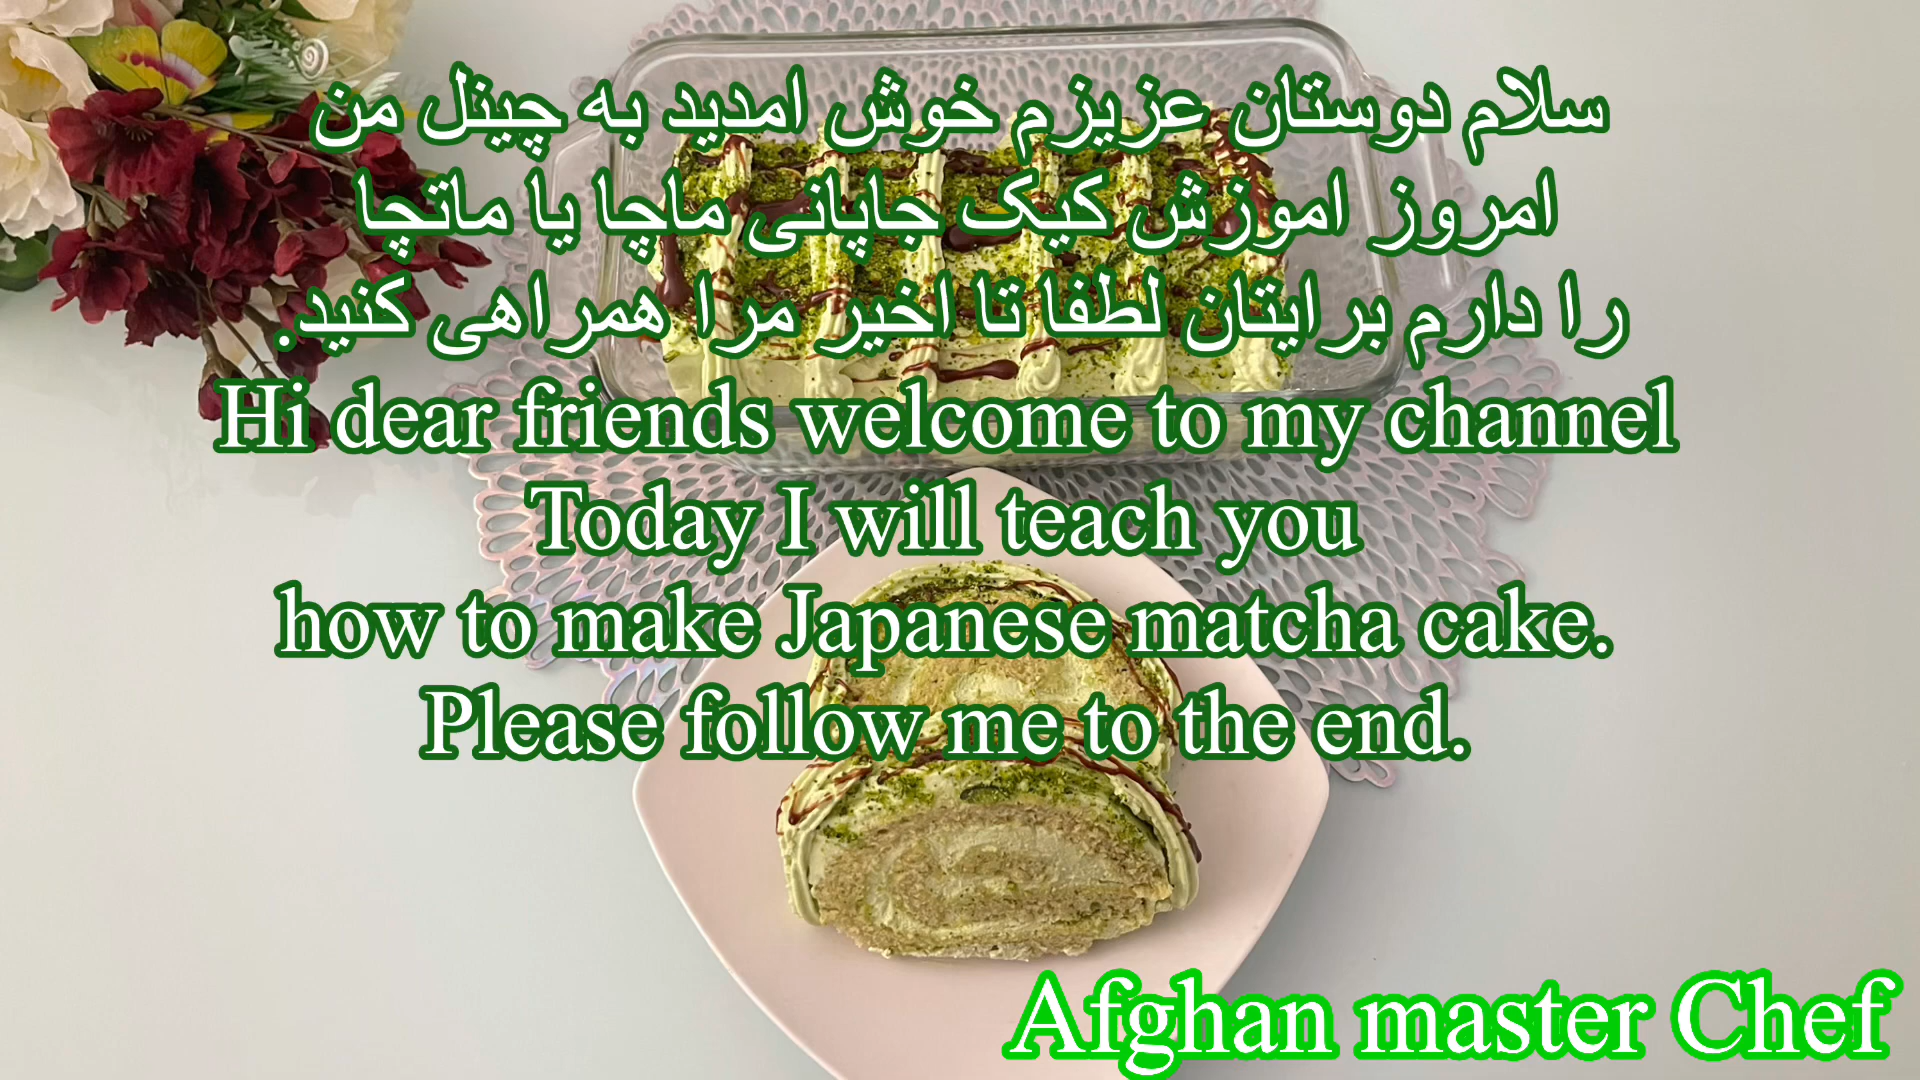 سلام دوستان عزیزم خوش امدید به چینل من
امروز اموزش کیک جاپانی ماچا یا ماتچا
را دارم برایتان لطفا تا اخیر مرا همراهی کنید.
Hi dear friends welcome to my channel
Today I will teach you
how to make Japanese matcha cake.
Please follow me to the end.
Afghan master Chef